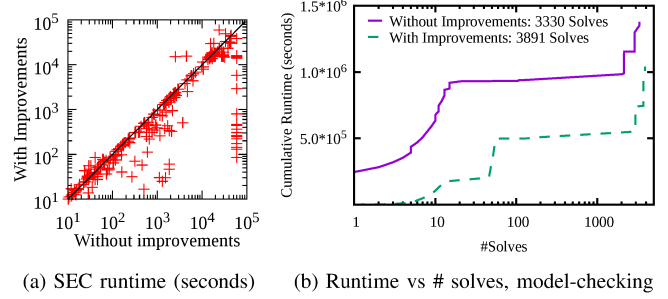 10^5
10^4
10^3
10^2
10^1
With Improvements
10^1 10^2 10^3 10^4 10^5
Without improvements
(a) SEC runtime (seconds)
1.5*10^6
1.0*10^6
5.0*10^5
Cumulative Runtime (seconds)
Without Improvements: 3330 Solves
With Improvements: 3891 Solves
1 10 100 1000
#Solves
(b) Runtime vs # solves, model-checking